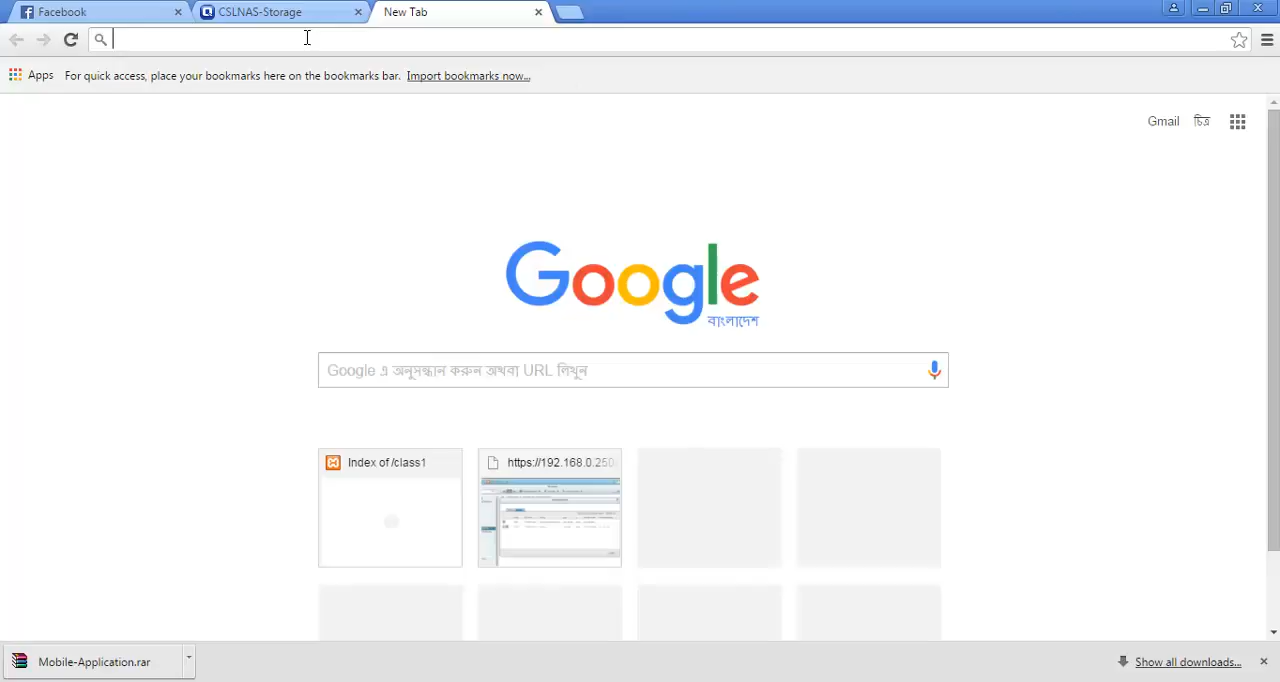 Facebook
CSLNAS-Storage
New Tab
Apps For quick access, place your bookmarks here on the bookmarks bar. Import bookmarks now...
Gmail চিত্র
Google
বাংলাদেশ
Google এ অনুসন্ধান করুন অথবা URL লিখুন
Index of /class1
https://192.168.0.250
Mobile-Application.rar
Show all downloads...